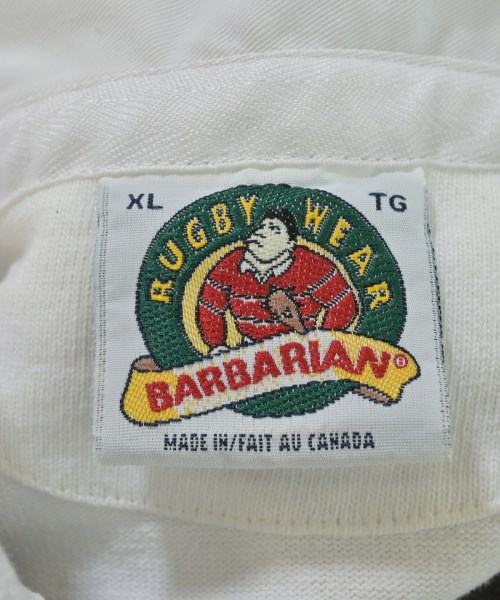 XL TG
RUGBY WEAR
BARBARIAN®
MADE IN/FAIT AU CANADA